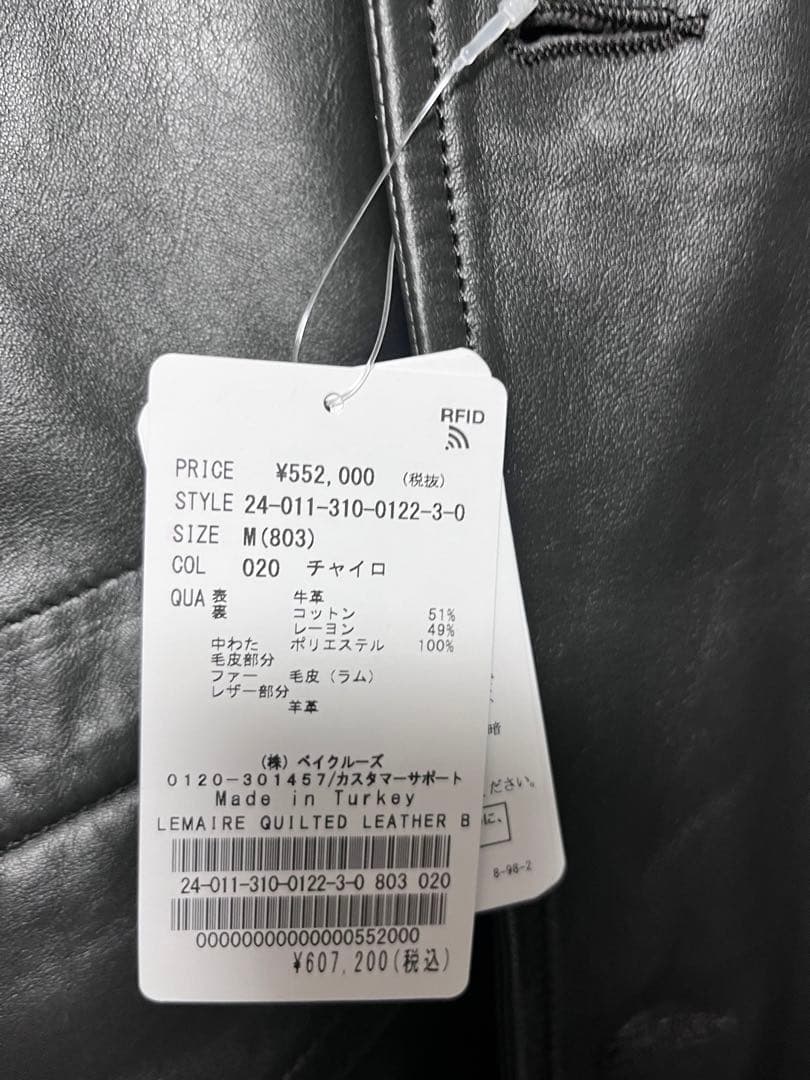 RFID
PRICE ¥552,000 (税抜)
STYLE 24-011-310-0122-3-0
SIZE M(803)
COL 020 チャイロ
QUA 表 牛革
裏 コットン 51%
レーヨン 49%
中わた ポリエステル 100%
毛皮部分
ファー 毛皮(ラム)
レザー部分
羊革
(株)ベイクルーズ
0120-301457/カスタマーサポート
Made in Turkey
LEMAIRE QUILTED LEATHER B
24-011-310-0122-3-0 803 020
00000000000000552000
¥607,200(税込)
ださい。
に、
8-98-2